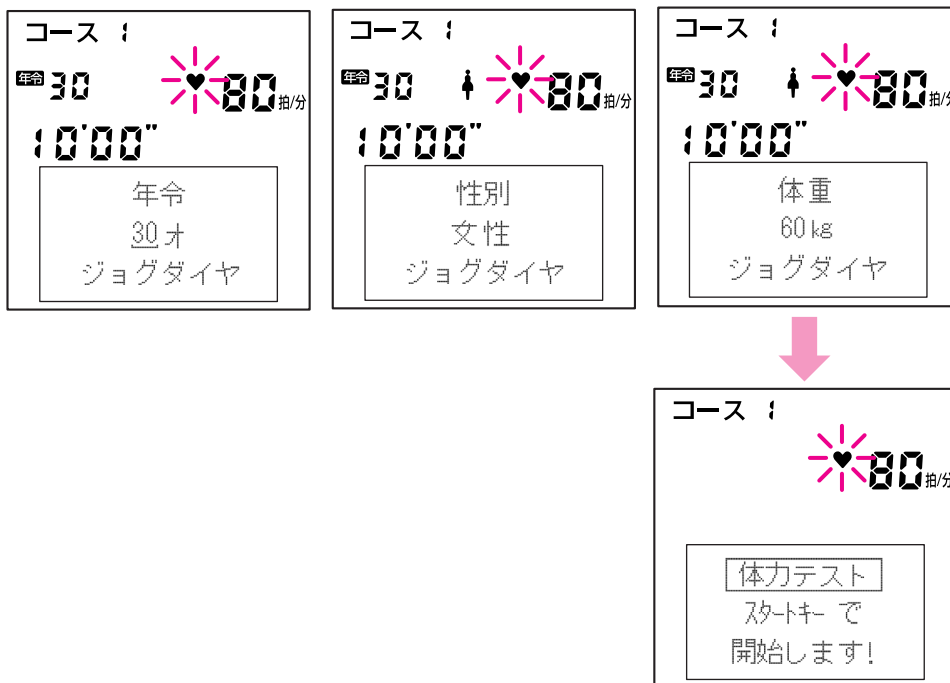 コース 1
年令 30 ♥ 80 拍/分
10'00"
年令
30才
ジョグダイヤ
コース 1
年令 30 ♥ 80 拍/分
10'00"
性別
女性
ジョグダイヤ
コース 1
年令 30 ♥ 80 拍/分
10'00"
体重
60kg
ジョグダイヤ
コース 1
♥ 80 拍/分
体力テスト
スタートキー で
開始します!